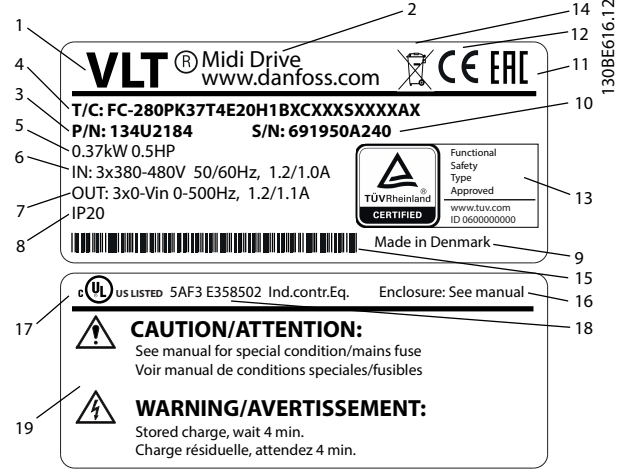 1
2
14
12
130BE616.12
VLT ® Midi Drive
www.danfoss.com
CE EAC
11
4
T/C: FC-280PK37T4E20H1BXCXXXSXXXXAX
3
P/N: 134U2184 S/N: 691950A240
10
5
0.37kW 0.5HP
6
IN: 3x380-480V 50/60Hz, 1.2/1.0A
7
OUT: 3x0-Vin 0-500Hz, 1.2/1.1A
8
IP20
TÜVRheinland ®
CERTIFIED
Functional
Safety
Type
Approved
www.tuv.com
ID 0600000000
13
Made in Denmark
9
15
17
c UL US LISTED 5AF3 E358502 Ind.contr.Eq. Enclosure: See manual
16
18
CAUTION/ATTENTION:
See manual for special condition/mains fuse
Voir manual de conditions speciales/fusibles
19
WARNING/AVERTISSEMENT:
Stored charge, wait 4 min.
Charge résiduelle, attendez 4 min.